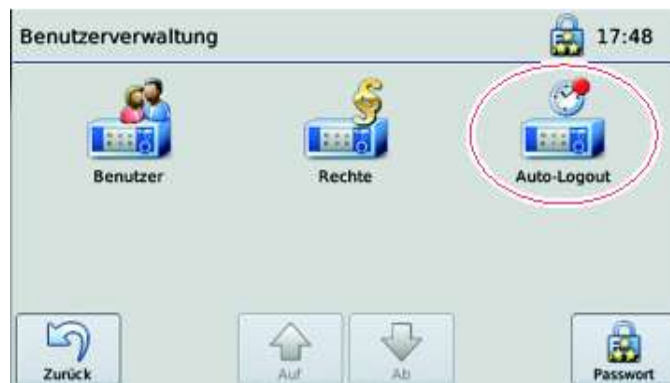 Benutzerverwaltung 17:48
Benutzer Rechte Auto-Logout
Zurück Auf Ab Passwort